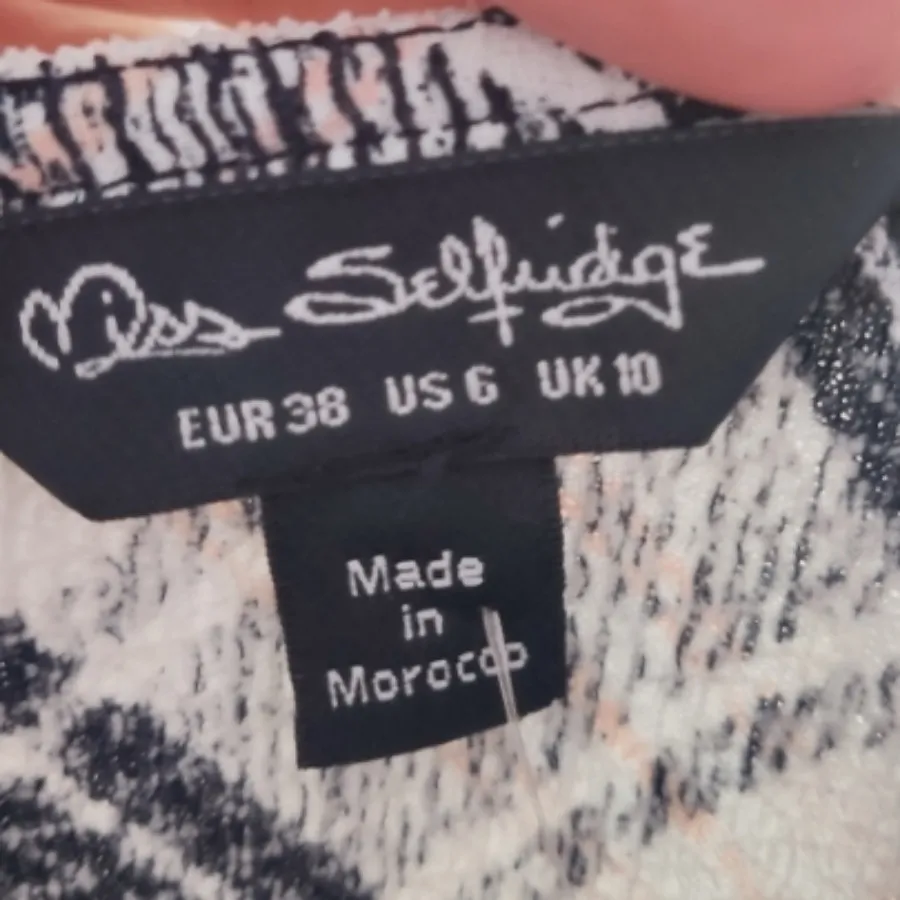 Miss Selfridge
EUR 38 US 6 UK 10
Made
in
Morocco